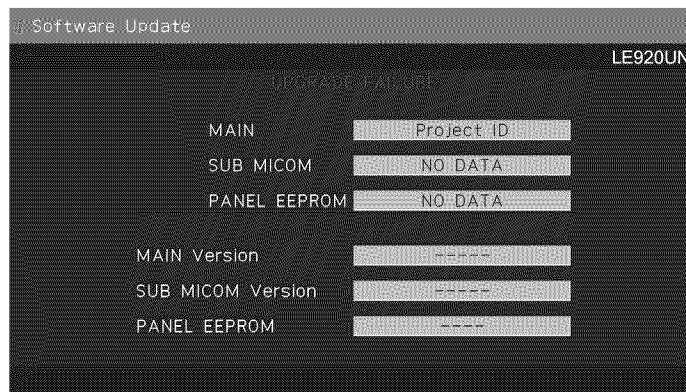 Software Update
LE920UN
UPGRADE FAILURE
MAIN Project ID
SUB MICOM NO DATA
PANEL EEPROM NO DATA
MAIN Version -----
SUB MICOM Version -----
PANEL EEPROM ----